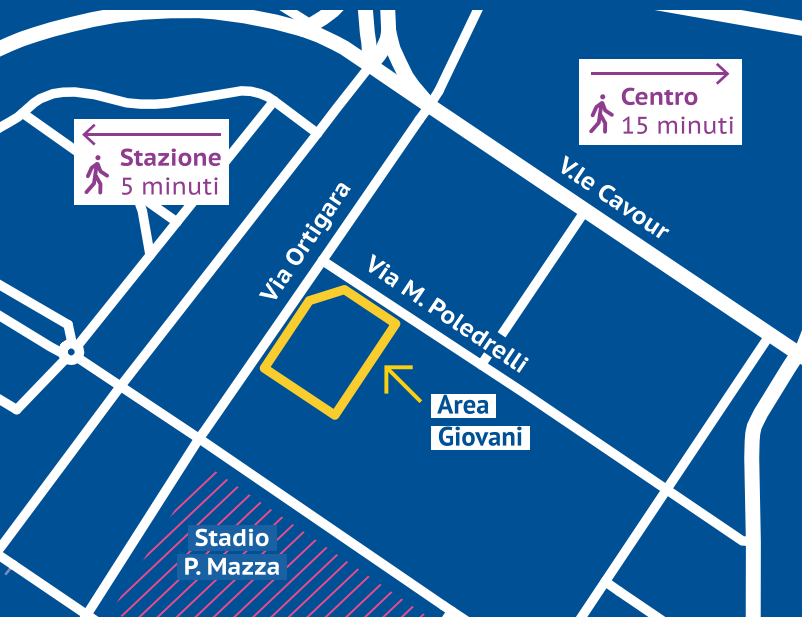 Centro
15 minuti
Stazione
5 minuti
V.le Cavour
Via Ortigara
Via M. Poledrelli
Area
Giovani
Stadio
P. Mazza